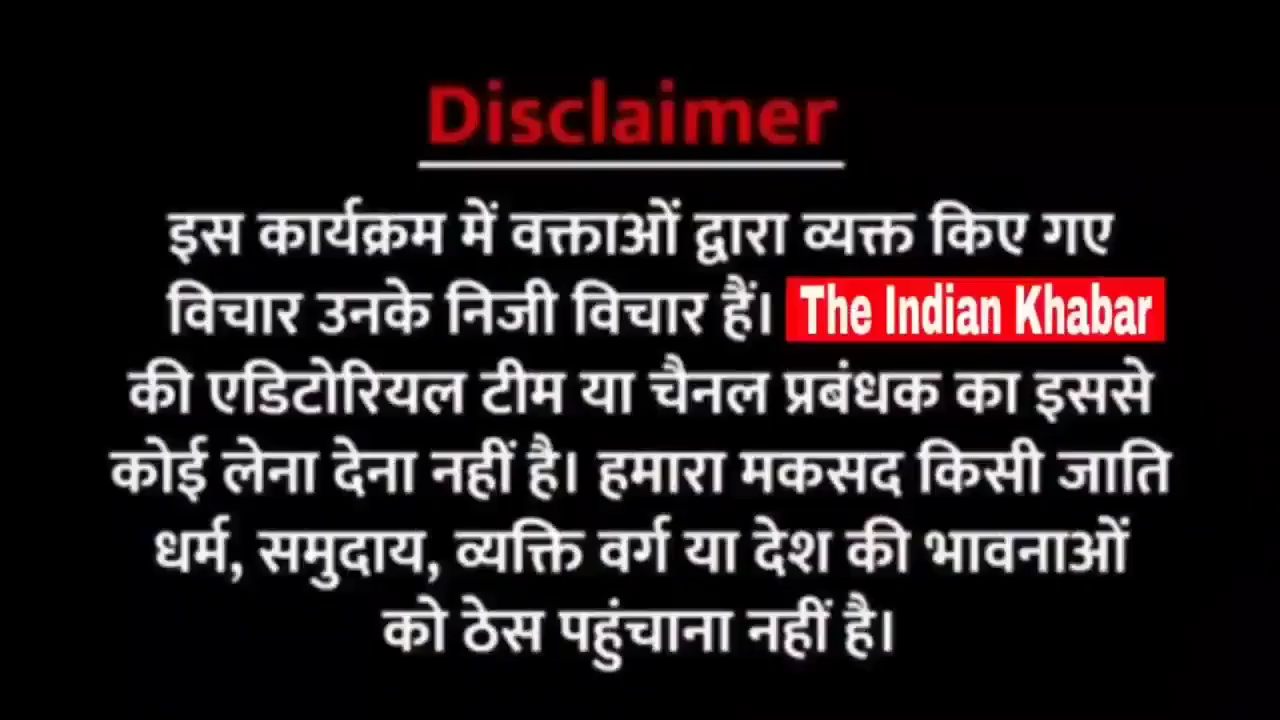 Disclaimer
इस कार्यक्रम में वक्ताओं द्वारा व्यक्त किए गए
विचार उनके निजी विचार हैं। The Indian Khabar
की एडिटोरियल टीम या चैनल प्रबंधक का इससे
कोई लेना देना नहीं है। हमारा मकसद किसी जाति
धर्म, समुदाय, व्यक्ति वर्ग या देश की भावनाओं
को ठेस पहुंचाना नहीं है।